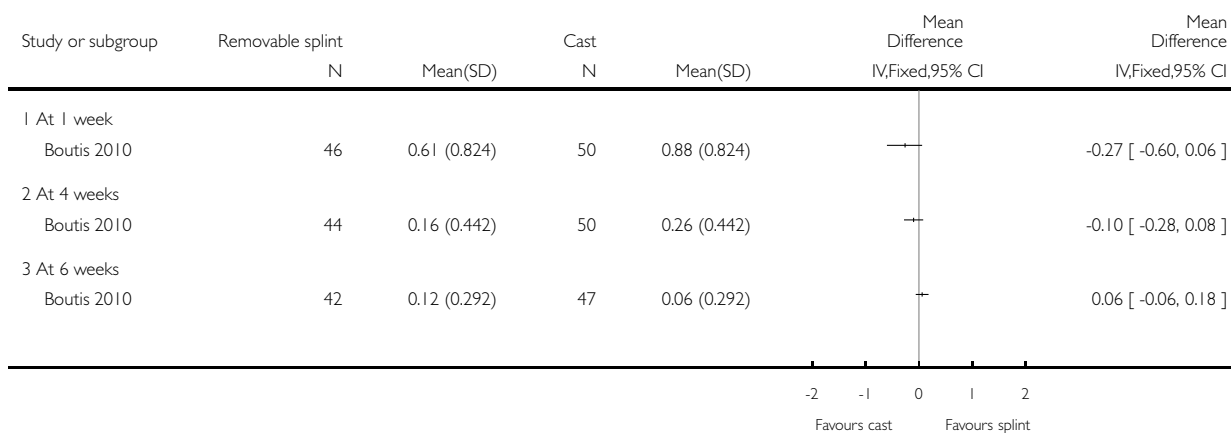 Study or subgroup Removable splint Cast Mean Difference Mean Difference
N Mean(SD) N Mean(SD) IV,Fixed,95% CI IV,Fixed,95% CI
1 At 1 week
Boutis 2010 46 0.61 (0.824) 50 0.88 (0.824) -0.27 [ -0.60, 0.06 ]
2 At 4 weeks
Boutis 2010 44 0.16 (0.442) 50 0.26 (0.442) -0.10 [ -0.28, 0.08 ]
3 At 6 weeks
Boutis 2010 42 0.12 (0.292) 47 0.06 (0.292) 0.06 [ -0.06, 0.18 ]
-2 -1 0 1 2
Favours cast Favours splint